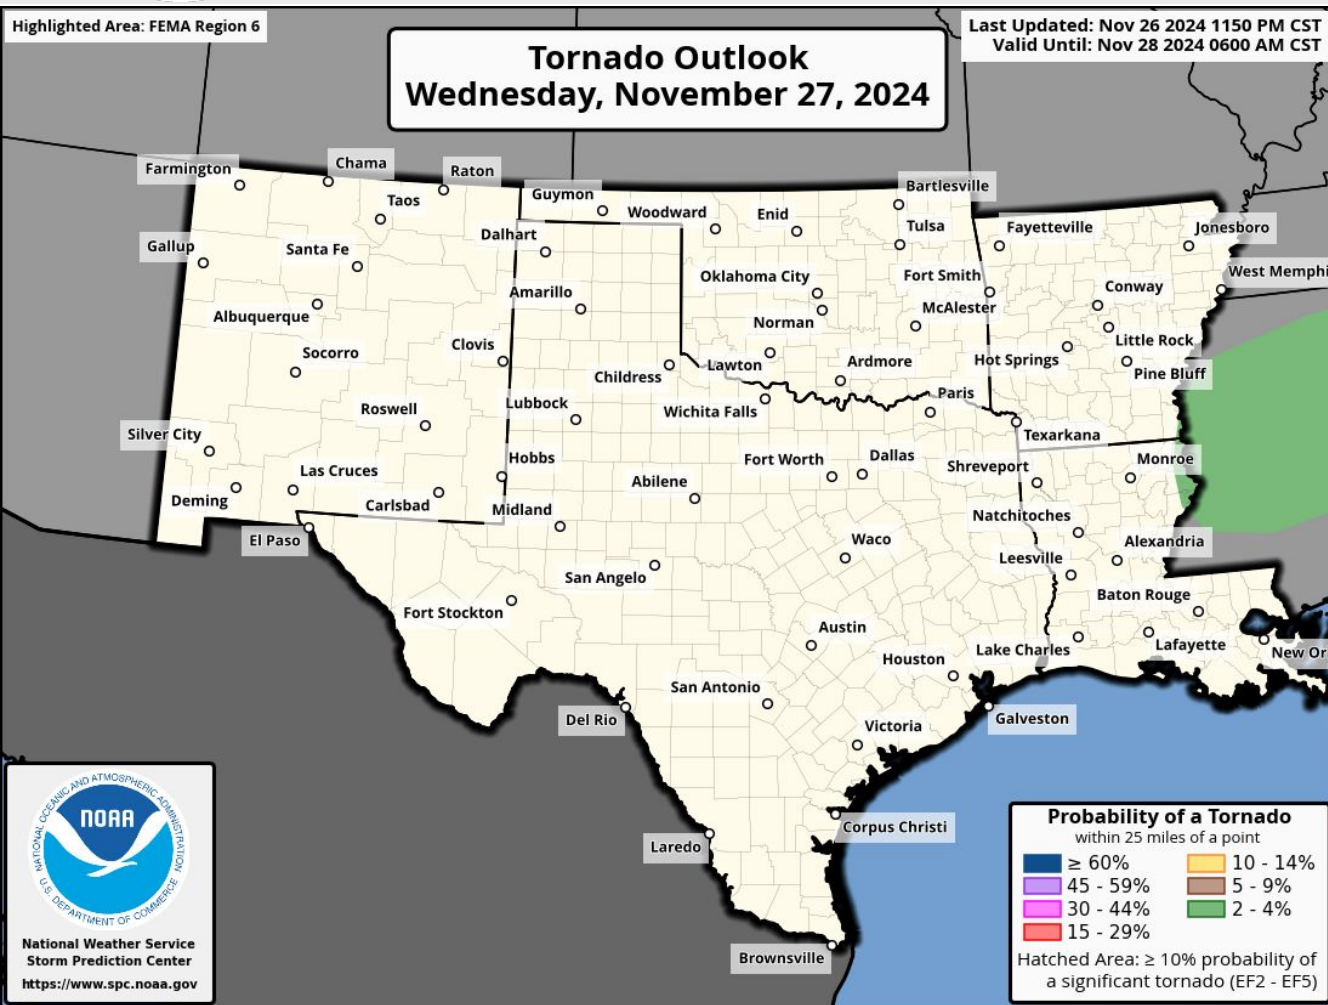 Highlighted Area: FEMA Region 6
Last Updated: Nov 26 2024 1150 PM CST
Valid Until: Nov 28 2024 0600 AM CST
Tornado Outlook
Wednesday, November 27, 2024
Farmington
Chama
Raton
Taos
Guymon
Woodward
Enid
Bartlesville
Tulsa
Fayetteville
Jonesboro
Gallup
Santa Fe
Dalhart
Oklahoma City
Fort Smith
West Memphi
Amarillo
Conway
Albuquerque
Norman
McAlester
Little Rock
Socorro
Clovis
Childress
Lawton
Ardmore
Hot Springs
Pine Bluff
Roswell
Lubbock
Wichita Falls
Paris
Texarkana
Silver City
Las Cruces
Hobbs
Abilene
Fort Worth
Dallas
Shreveport
Monroe
Deming
Carlsbad
Midland
Natchitoches
El Paso
Waco
Leesville
Alexandria
San Angelo
Baton Rouge
Fort Stockton
Austin
Lake Charles
Lafayette
New Or
Houston
San Antonio
Del Rio
Galveston
Victoria
Corpus Christi
Laredo
Brownsville
NATIONAL OCEANIC AND ATMOSPHERIC ADMINISTRATION
NOAA
U.S. DEPARTMENT OF COMMERCE
National Weather Service
Storm Prediction Center
https://www.spc.noaa.gov
Probability of a Tornado
within 25 miles of a point
≥ 60%
45 - 59%
30 - 44%
15 - 29%
10 - 14%
5 - 9%
2 - 4%
Hatched Area: ≥ 10% probability of
a significant tornado (EF2 - EF5)